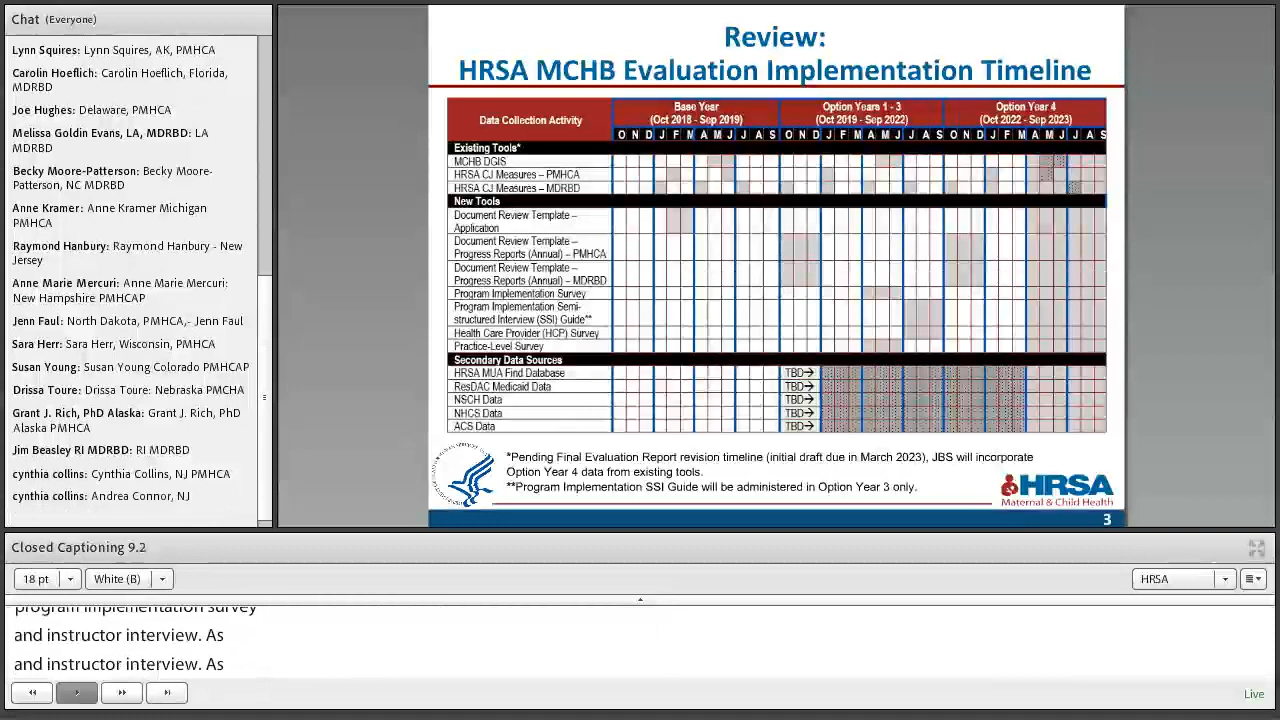 Chat (Everyone)
Lynn Squires: Lynn Squires, AK, PMHCA
Carolin Hoeflich: Carolin Hoeflich, Florida,
MDRBD
Joe Hughes: Delaware, PMHCA
Melissa Goldin Evans, LA, MDRBD: LA
MDRBD
Becky Moore-Patterson: Becky Moore-
Patterson, NC MDRBD
Anne Kramer: Anne Kramer Michigan
PMHCA
Raymond Hanbury: Raymond Hanbury - New
Jersey
Anne Marie Mercuri: Anne Marie Mercuri:
New Hampshire PMHCAP
Jenn Faul: North Dakota, PMHCA,- Jenn Faul
Sara Herr: Sara Herr, Wisconsin, PMHCA
Susan Young: Susan Young Colorado PMHCAP
Drissa Toure: Drissa Toure: Nebraska PMCHA
Grant J. Rich, PhD Alaska: Grant J. Rich, PhD
Alaska PMHCA
Jim Beasley RI MDRBD: RI MDRBD
cynthia collins: Cynthia Collins, NJ PMHCA
cynthia collins: Andrea Connor, NJ
Review:
HRSA MCHB Evaluation Implementation Timeline
Data Collection Activity
Base Year
(Oct 2018 - Sep 2019)
Option Years 1 - 3
(Oct 2019 - Sep 2022)
Option Year 4
(Oct 2022 - Sep 2023)
O N D J F M A M J J A S O N D J F M A M J J A S O N D J F M A M J J A S
Existing Tools*
MCHB DGIS
HRSA CJ Measures – PMHCA
HRSA CJ Measures – MDRBD
New Tools
Document Review Template –
Application
Document Review Template –
Progress Reports (Annual) – PMHCA
Document Review Template –
Progress Reports (Annual) – MDRBD
Program Implementation Survey
Program Implementation Semi-
structured Interview (SSI) Guide**
Health Care Provider (HCP) Survey
Practice-Level Survey
Secondary Data Sources
HRSA MUA Find Database TBD→
ResDAC Medicaid Data TBD→
NSCH Data TBD→
NHCS Data TBD→
ACS Data TBD→
*Pending Final Evaluation Report revision timeline (initial draft due in March 2023), JBS will incorporate
Option Year 4 data from existing tools.
**Program Implementation SSI Guide will be administered in Option Year 3 only.
HRSA
Maternal & Child Health
3
Closed Captioning 9.2
18 pt White (B) HRSA
program implementation survey
and instructor interview. As
and instructor interview. As
Live